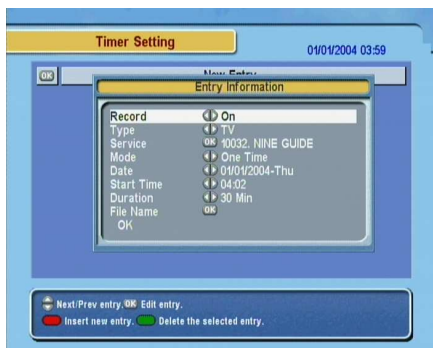 Timer Setting
01/01/2004 03:59
OK New Entry
Entry Information
Record On
Type TV
Service OK 10032. NINE GUIDE
Mode One Time
Date 01/01/2004-Thu
Start Time 04:02
Duration 30 Min
File Name OK
OK
Next/Prev entry, OK Edit entry.
Insert new entry. Delete the selected entry.